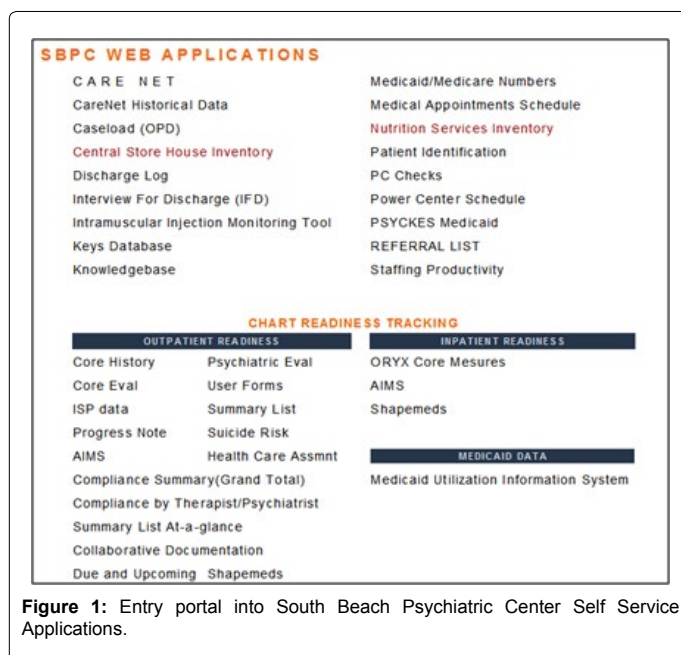 SBPC WEB APPLICATIONS
CARE NET
CareNet Historical Data
Caseload (OPD)
Central Store House Inventory
Discharge Log
Interview For Discharge (IFD)
Intramuscular Injection Monitoring Tool
Keys Database
Knowledgebase
Medicaid/Medicare Numbers
Medical Appointments Schedule
Nutrition Services Inventory
Patient Identification
PC Checks
Power Center Schedule
PSYCKES Medicaid
REFERRAL LIST
Staffing Productivity
CHART READINESS TRACKING
OUTPATIENT READINESS
Core History Psychiatric Eval
Core Eval User Forms
ISP data Summary List
Progress Note Suicide Risk
AIMS Health Care Assmnt
Compliance Summary(Grand Total)
Compliance by Therapist/Psychiatrist
Summary List At-a-glance
Collaborative Documentation
Due and Upcoming Shapemeds
INPATIENT READINESS
ORYX Core Mesures
AIMS
Shapemeds
MEDICAID DATA
Medicaid Utilization Information System
Figure 1: Entry portal into South Beach Psychiatric Center Self Service
Applications.